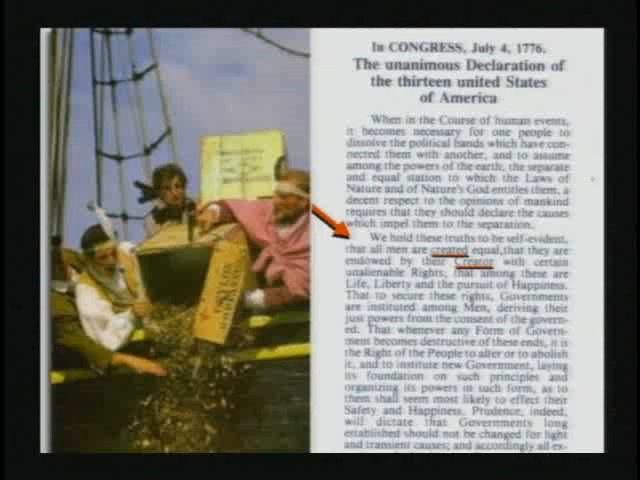 In CONGRESS, July 4, 1776.
The unanimous Declaration of
the thirteen united States
of America
When in the Course of human events,
it becomes necessary for one people to
dissolve the political bands which have con-
nected them with another, and to assume
among the powers of the earth, the separate
and equal station to which the Laws of
Nature and of Nature's God entitles them, a
decent respect to the opinions of mankind
requires that they should declare the causes
which impel them to the separation.
We hold these truths to be self-evident,
that all men are created equal, that they are
endowed by their Creator with certain
unalienable Rights, that among these are
Life, Liberty and the pursuit of Happiness.
That to secure these rights, Governments
are instituted among Men, deriving their
just powers from the consent of the govern-
ed. That whenever any Form of Govern-
ment becomes destructive of these ends, it is
the Right of the People to alter or to abolish
it, and to institute new Government, laying
its foundation on such principles and
organizing its powers in such form, as to
them shall seem most likely to effect their
Safety and Happiness, Prudence, indeed,
will dictate that Governments long
established should not be changed for light
and transient causes; and accordingly all ex-